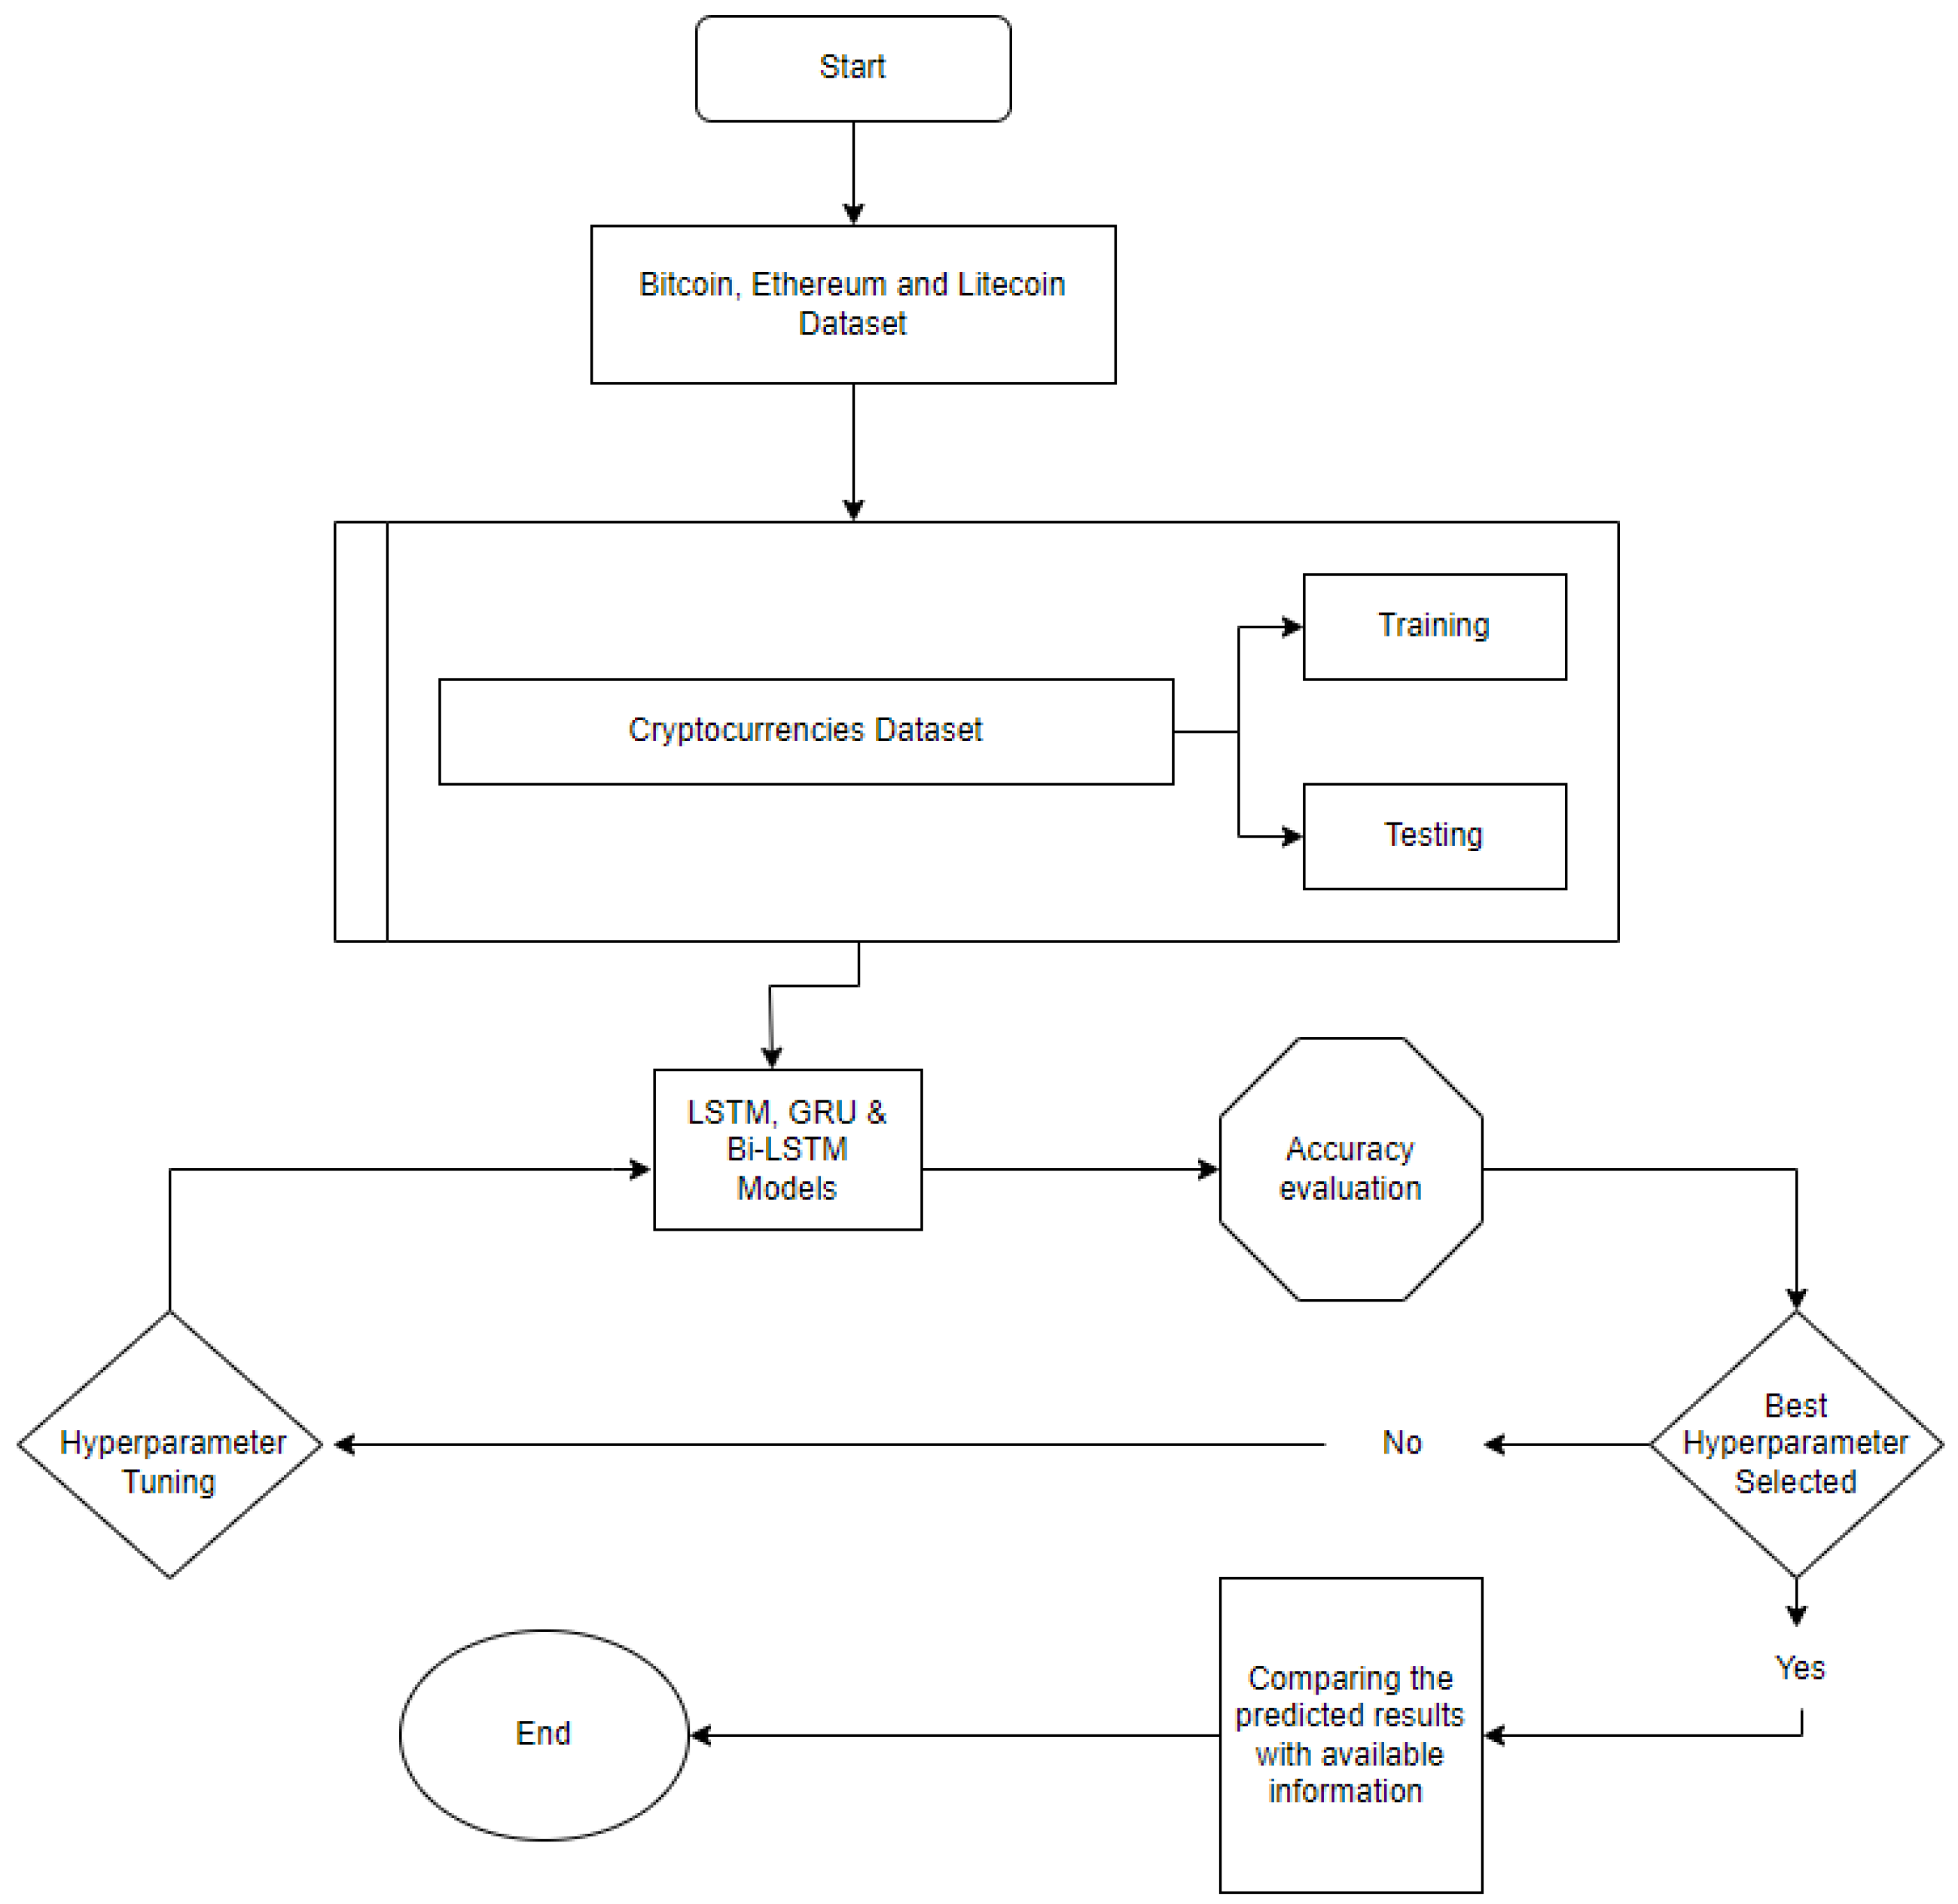 Start
Bitcoin, Ethereum and Litecoin
Dataset
Training
Cryptocurrencies Dataset
Testing
LSTM, GRU &
Bi-LSTM
Models
Accuracy
evaluation
Hyperparameter
Tuning
No
Best
Hyperparameter
Selected
Yes
Comparing the
predicted results
with available
information
End